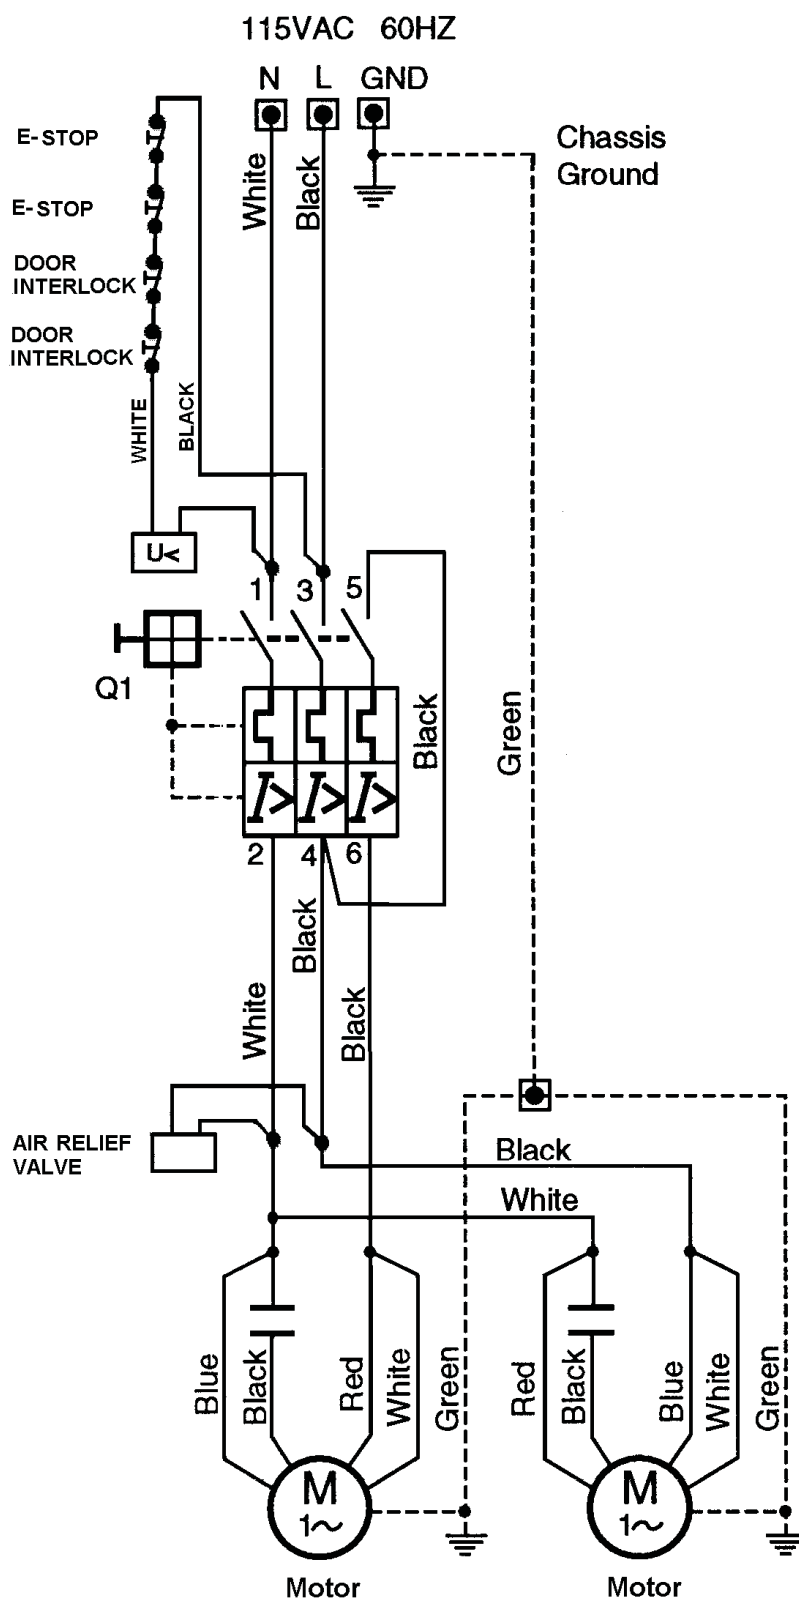 115VAC 60HZ
N L GND
E-STOP
Chassis
Ground
White
Black
E-STOP
DOOR
INTERLOCK
DOOR
INTERLOCK
WHITE
BLACK
U<
1 3 5
Q1
Black
Green
2 4 6
Black
White
Black
AIR RELIEF
VALVE
Black
White
Blue
Black
Red
White
Green
Red
Black
Blue
White
Green
M
1~
M
1~
Motor
Motor